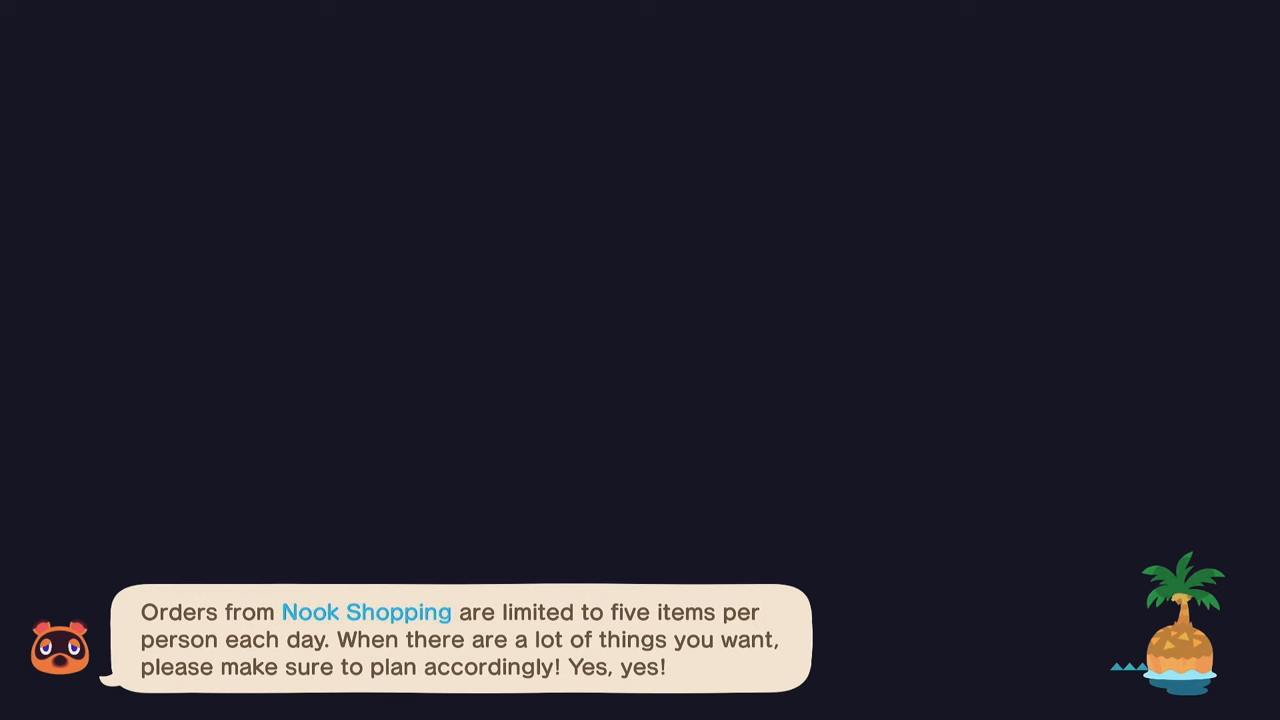 Orders from Nook Shopping are limited to five items per
person each day. When there are a lot of things you want,
please make sure to plan accordingly! Yes, yes!